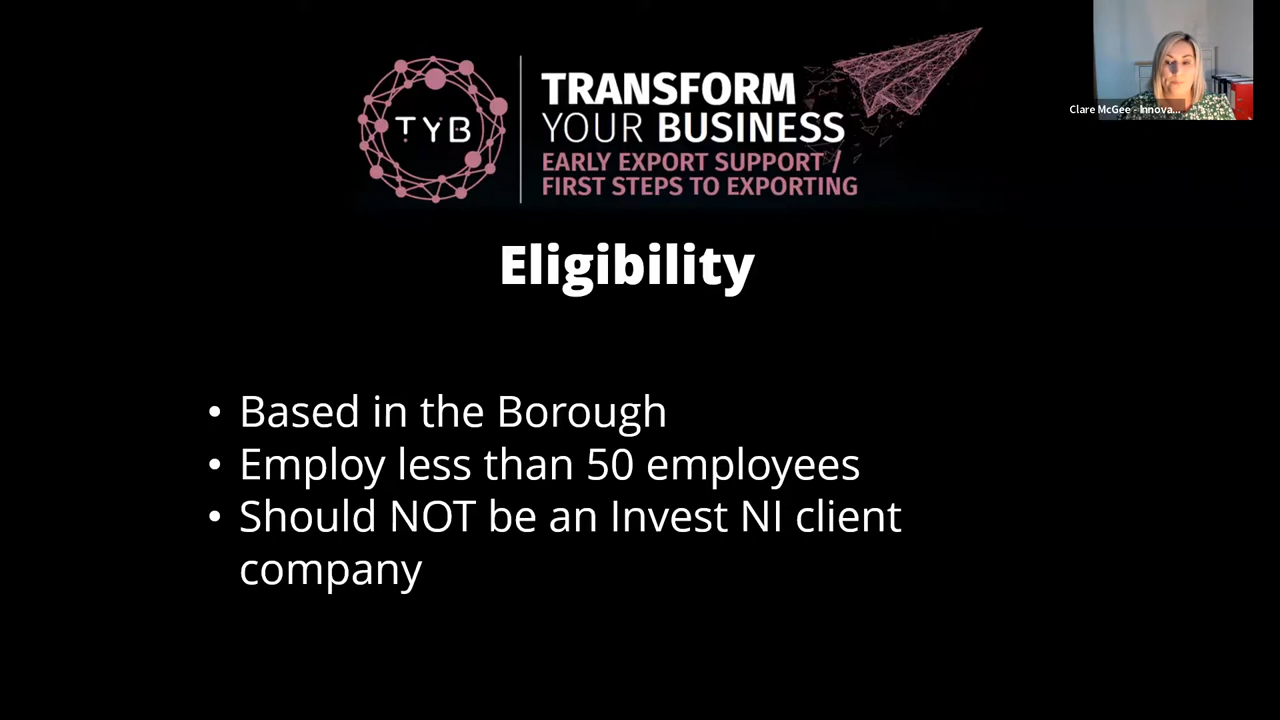 TYB
TRANSFORM
YOUR BUSINESS
EARLY EXPORT SUPPORT /
FIRST STEPS TO EXPORTING
Clare McGee - Innova...
Eligibility
• Based in the Borough
• Employ less than 50 employees
• Should NOT be an Invest NI client
company